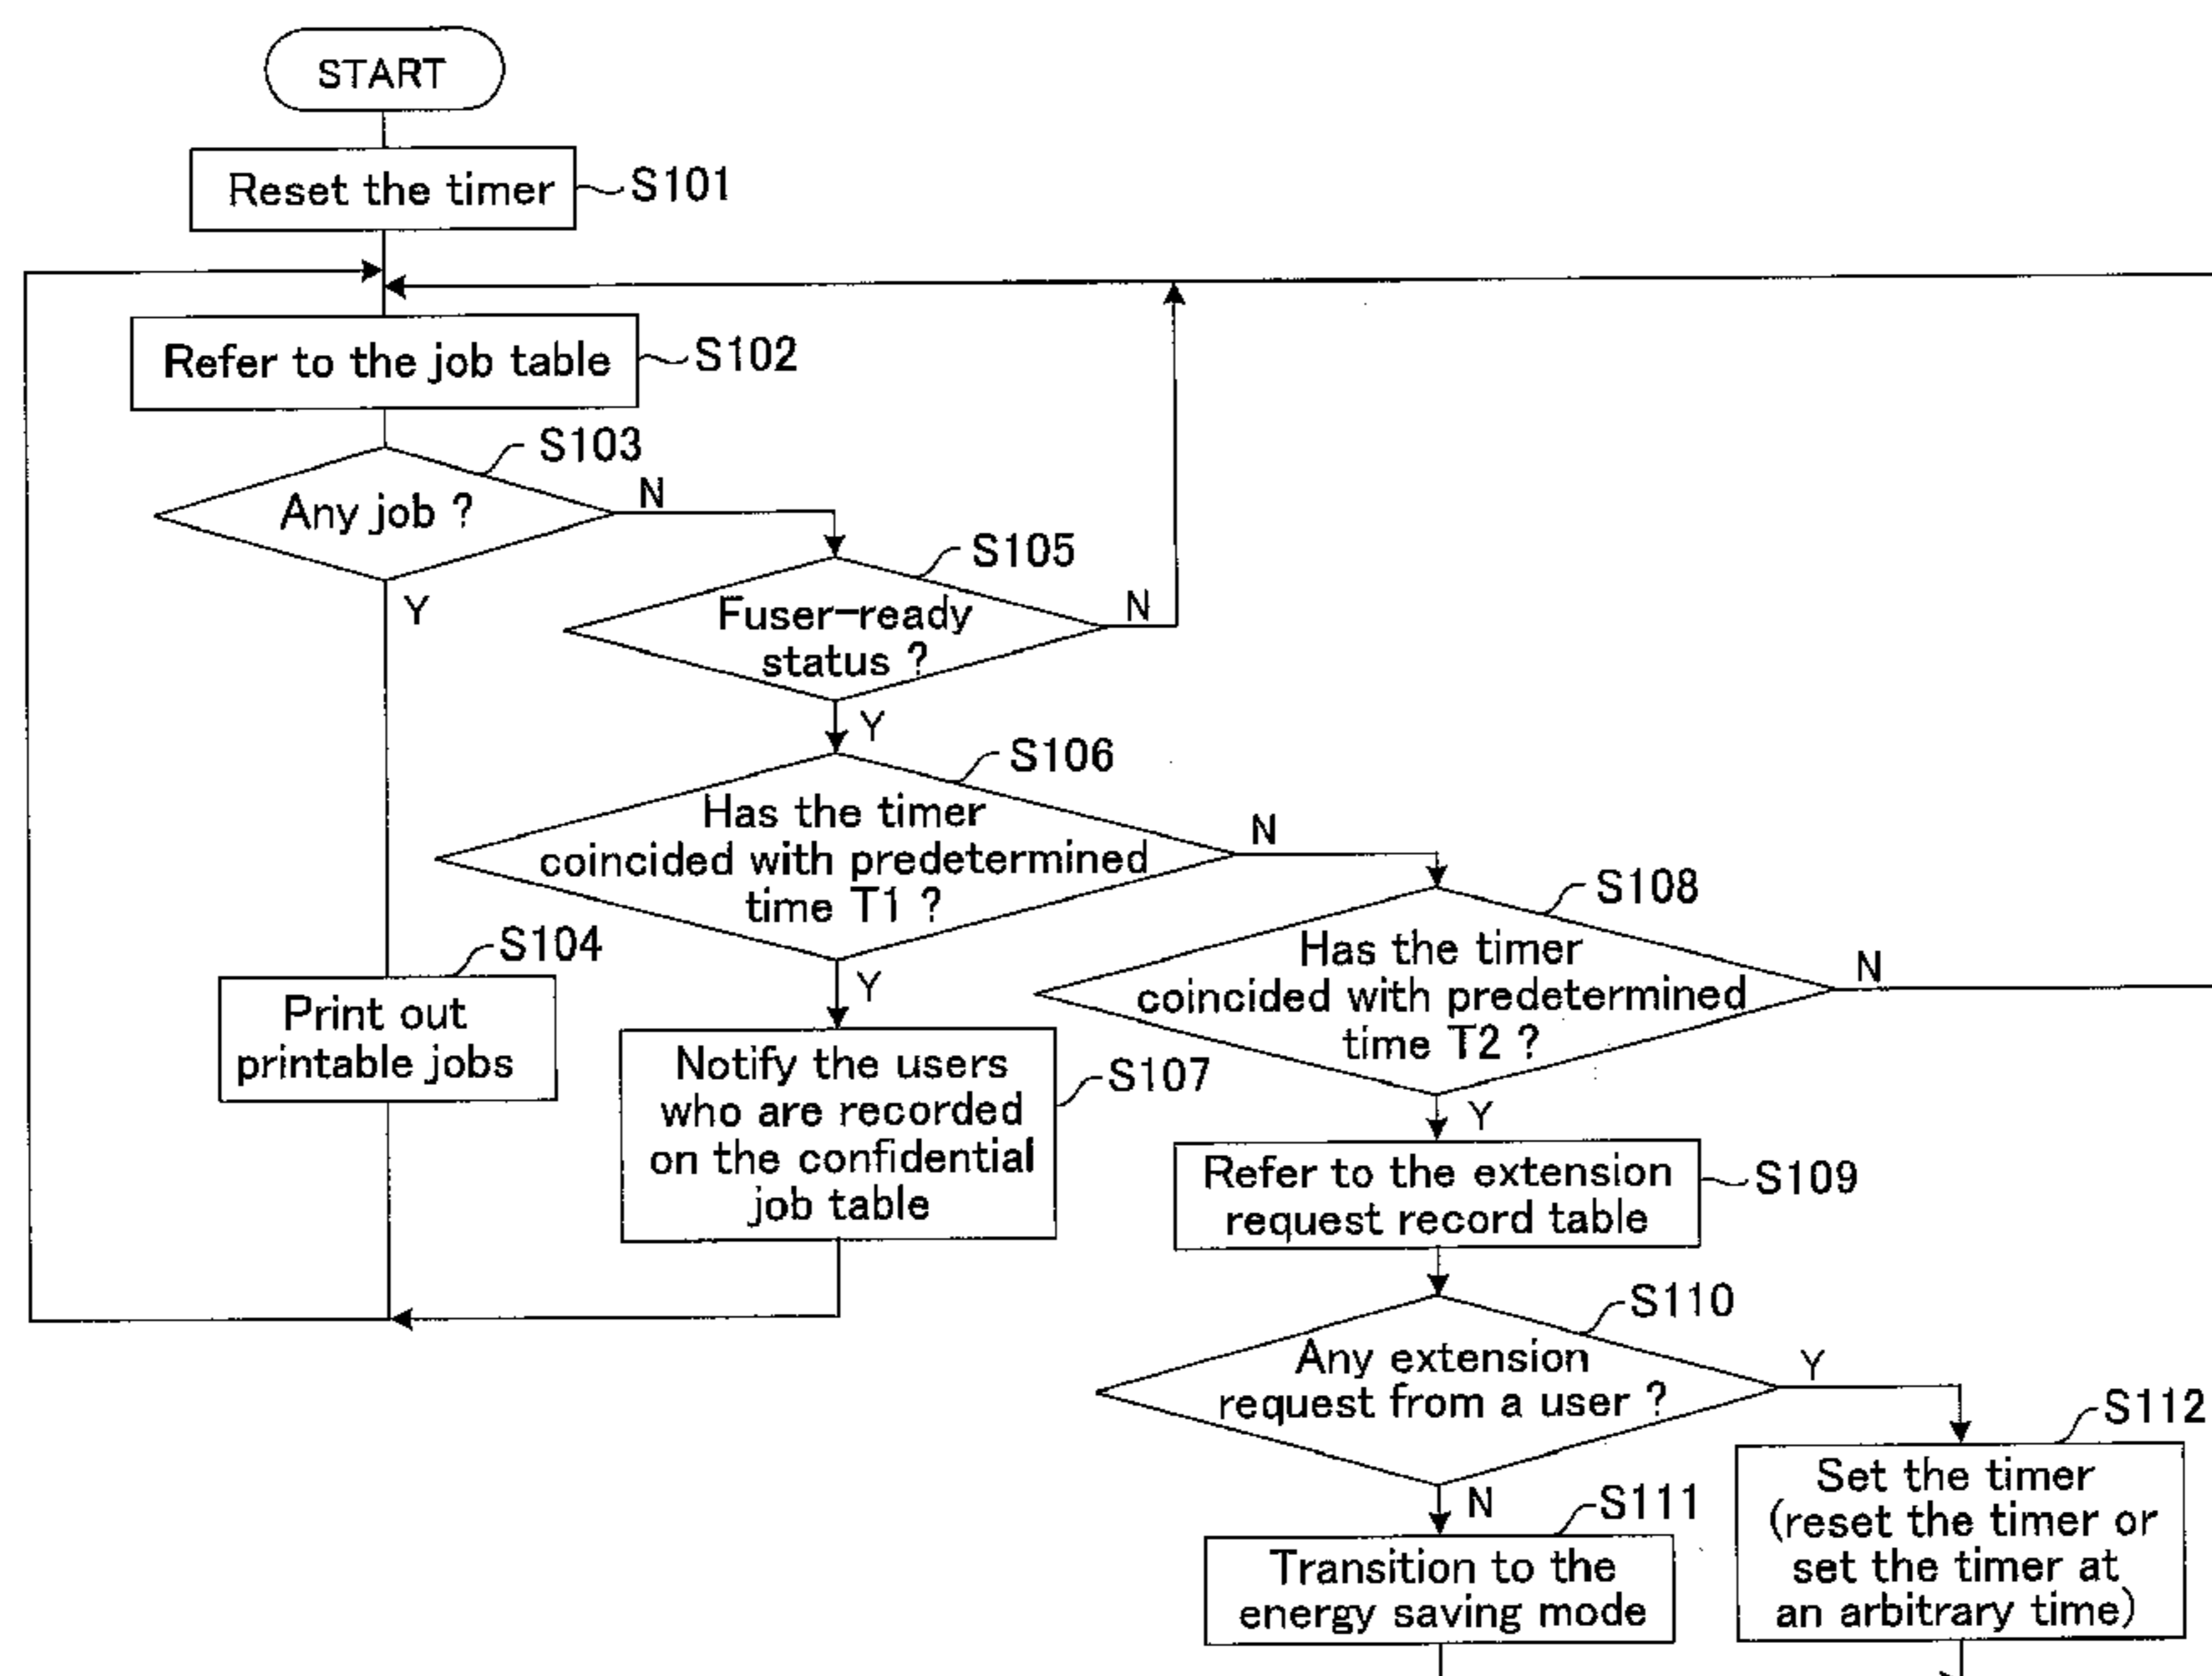 START
Reset the timer
S101
Refer to the job table
S102
S103
Any job ?
N
Y
S105
Fuser-ready
status ?
N
Y
S106
Has the timer
coincided with predetermined
time T1 ?
N
Y
S104
Print out
printable jobs
Notify the users
who are recorded
on the confidential
job table
S107
S108
Has the timer
coincided with predetermined
time T2 ?
N
Y
Refer to the extension
request record table
S109
S110
Any extension
request from a user ?
Y
N
S111
Transition to the
energy saving mode
S112
Set the timer
(reset the timer or
set the timer at
an arbitrary time)